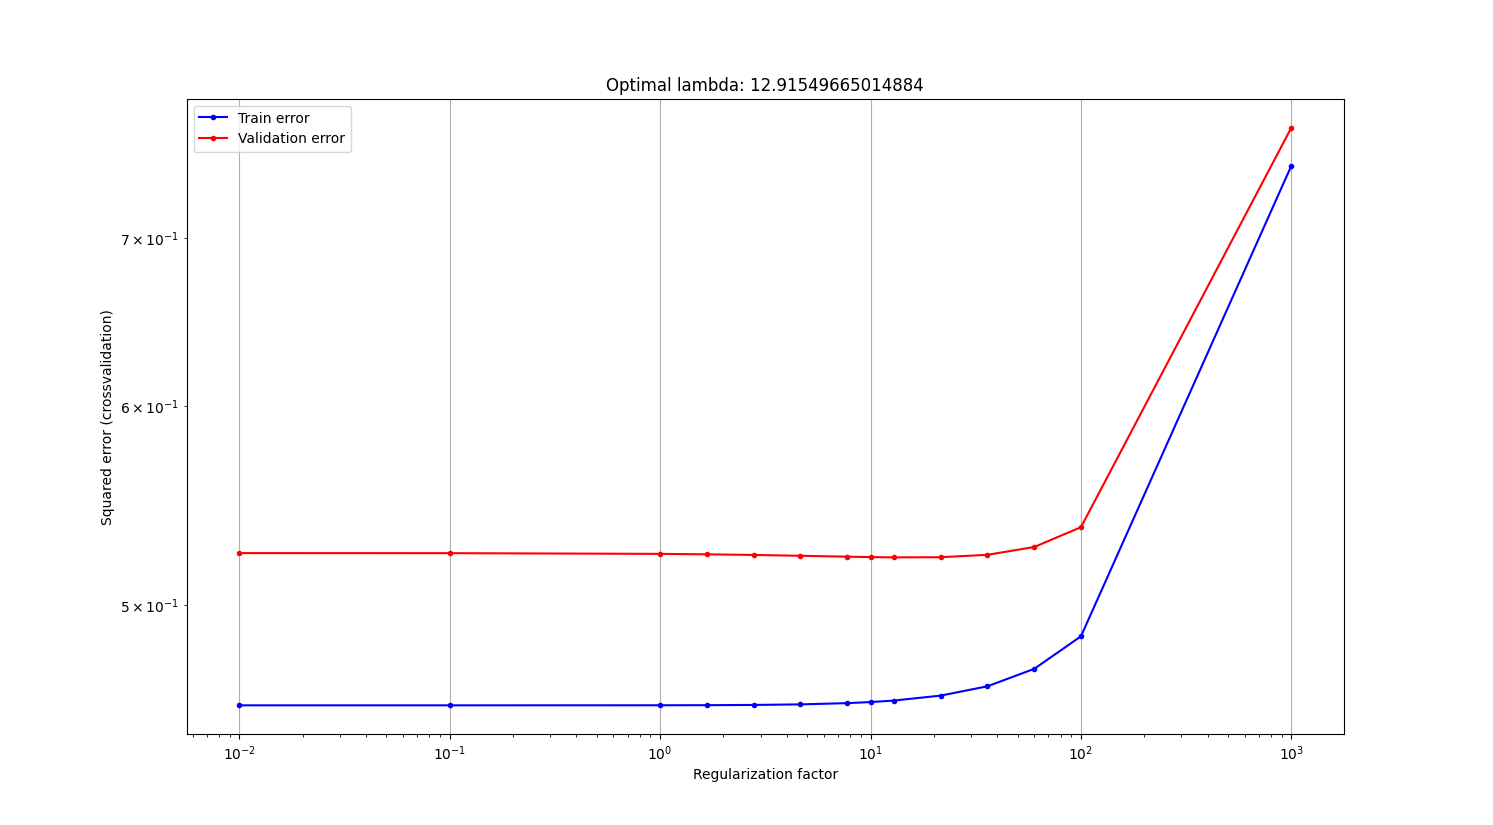 Optimal lambda: 12.91549665014884
Train error
Validation error
7 × 10⁻¹
6 × 10⁻¹
5 × 10⁻¹
Squared error (crossvalidation)
10⁻² 10⁻¹ 10⁰ 10¹ 10² 10³
Regularization factor